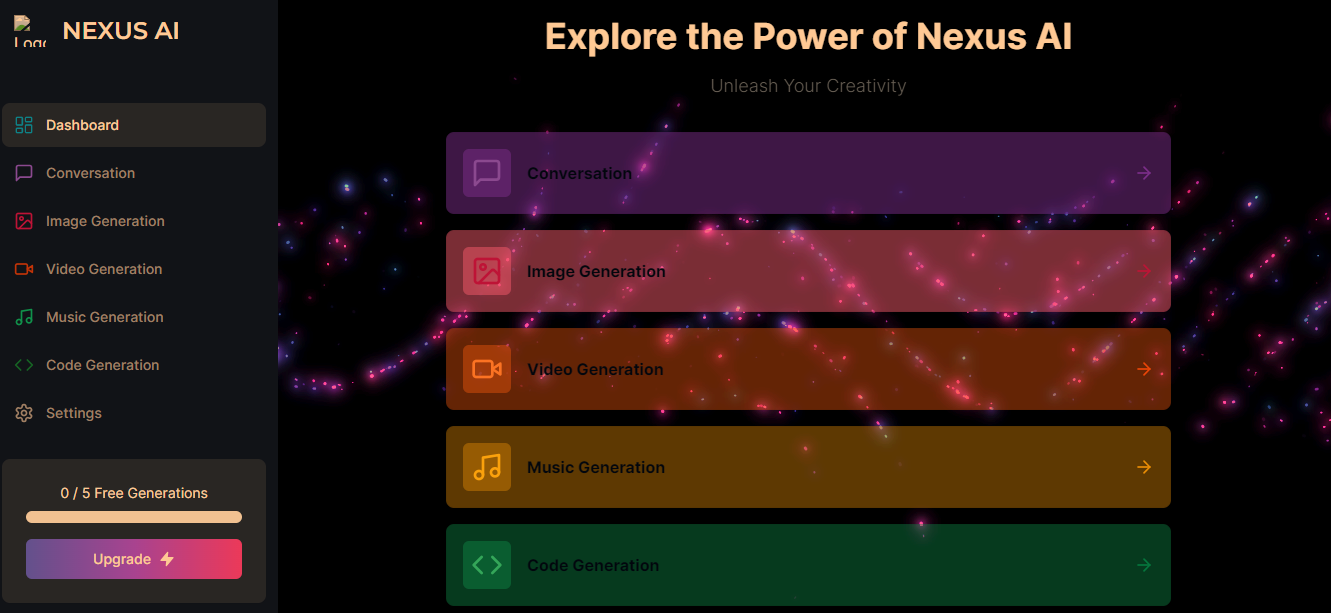 NEXUS AI
Dashboard
Conversation
Image Generation
Video Generation
Music Generation
Code Generation
Settings
0 / 5 Free Generations
Upgrade
Explore the Power of Nexus AI
Unleash Your Creativity
Conversation
Image Generation
Video Generation
Music Generation
Code Generation